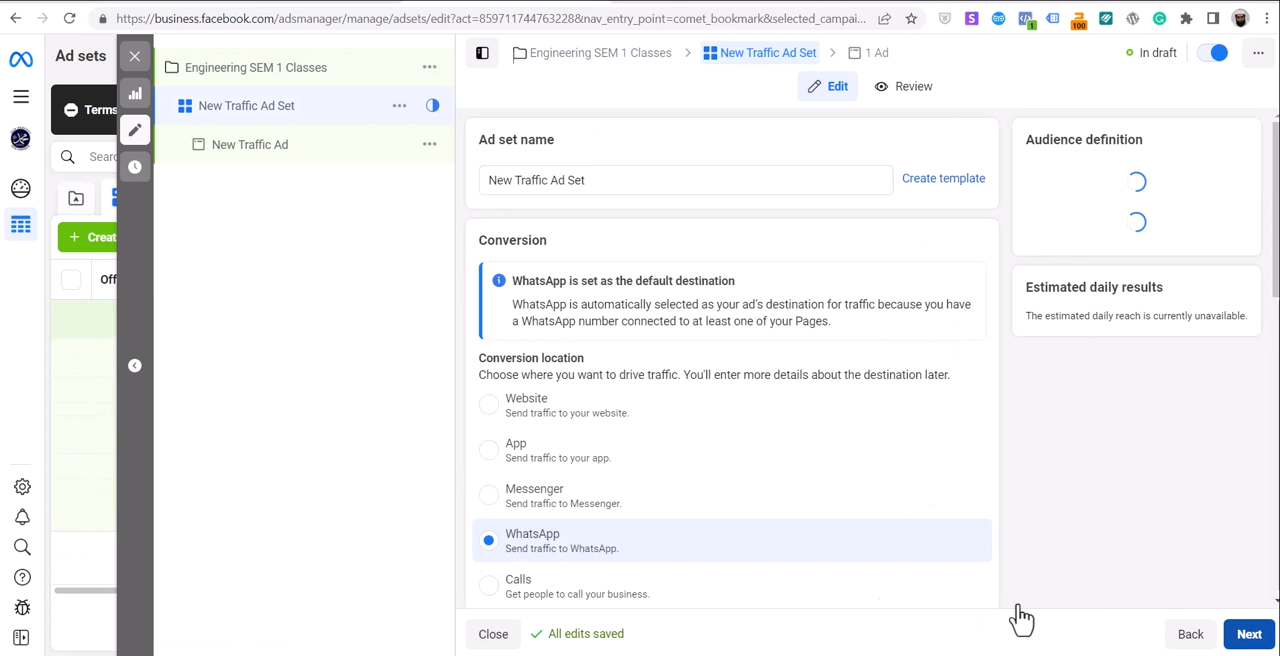 https://business.facebook.com/adsmanager/manage/adsets/edit?act=859711744763228&nav_entry_point=comet_bookmark&selected_campai...
1
100
Ad sets
Terms
Sear
+ Creat
Off
Engineering SEM 1 Classes
New Traffic Ad Set
New Traffic Ad
Engineering SEM 1 Classes
New Traffic Ad Set
1 Ad
In draft
Edit
Review
Ad set name
New Traffic Ad Set
Create template
Conversion
WhatsApp is set as the default destination
WhatsApp is automatically selected as your ad's destination for traffic because you have
a WhatsApp number connected to at least one of your Pages.
Conversion location
Choose where you want to drive traffic. You'll enter more details about the destination later.
Website
Send traffic to your website.
App
Send traffic to your app.
Messenger
Send traffic to Messenger.
WhatsApp
Send traffic to WhatsApp.
Calls
Get people to call your business.
Audience definition
Estimated daily results
The estimated daily reach is currently unavailable.
Close
All edits saved
Back
Next